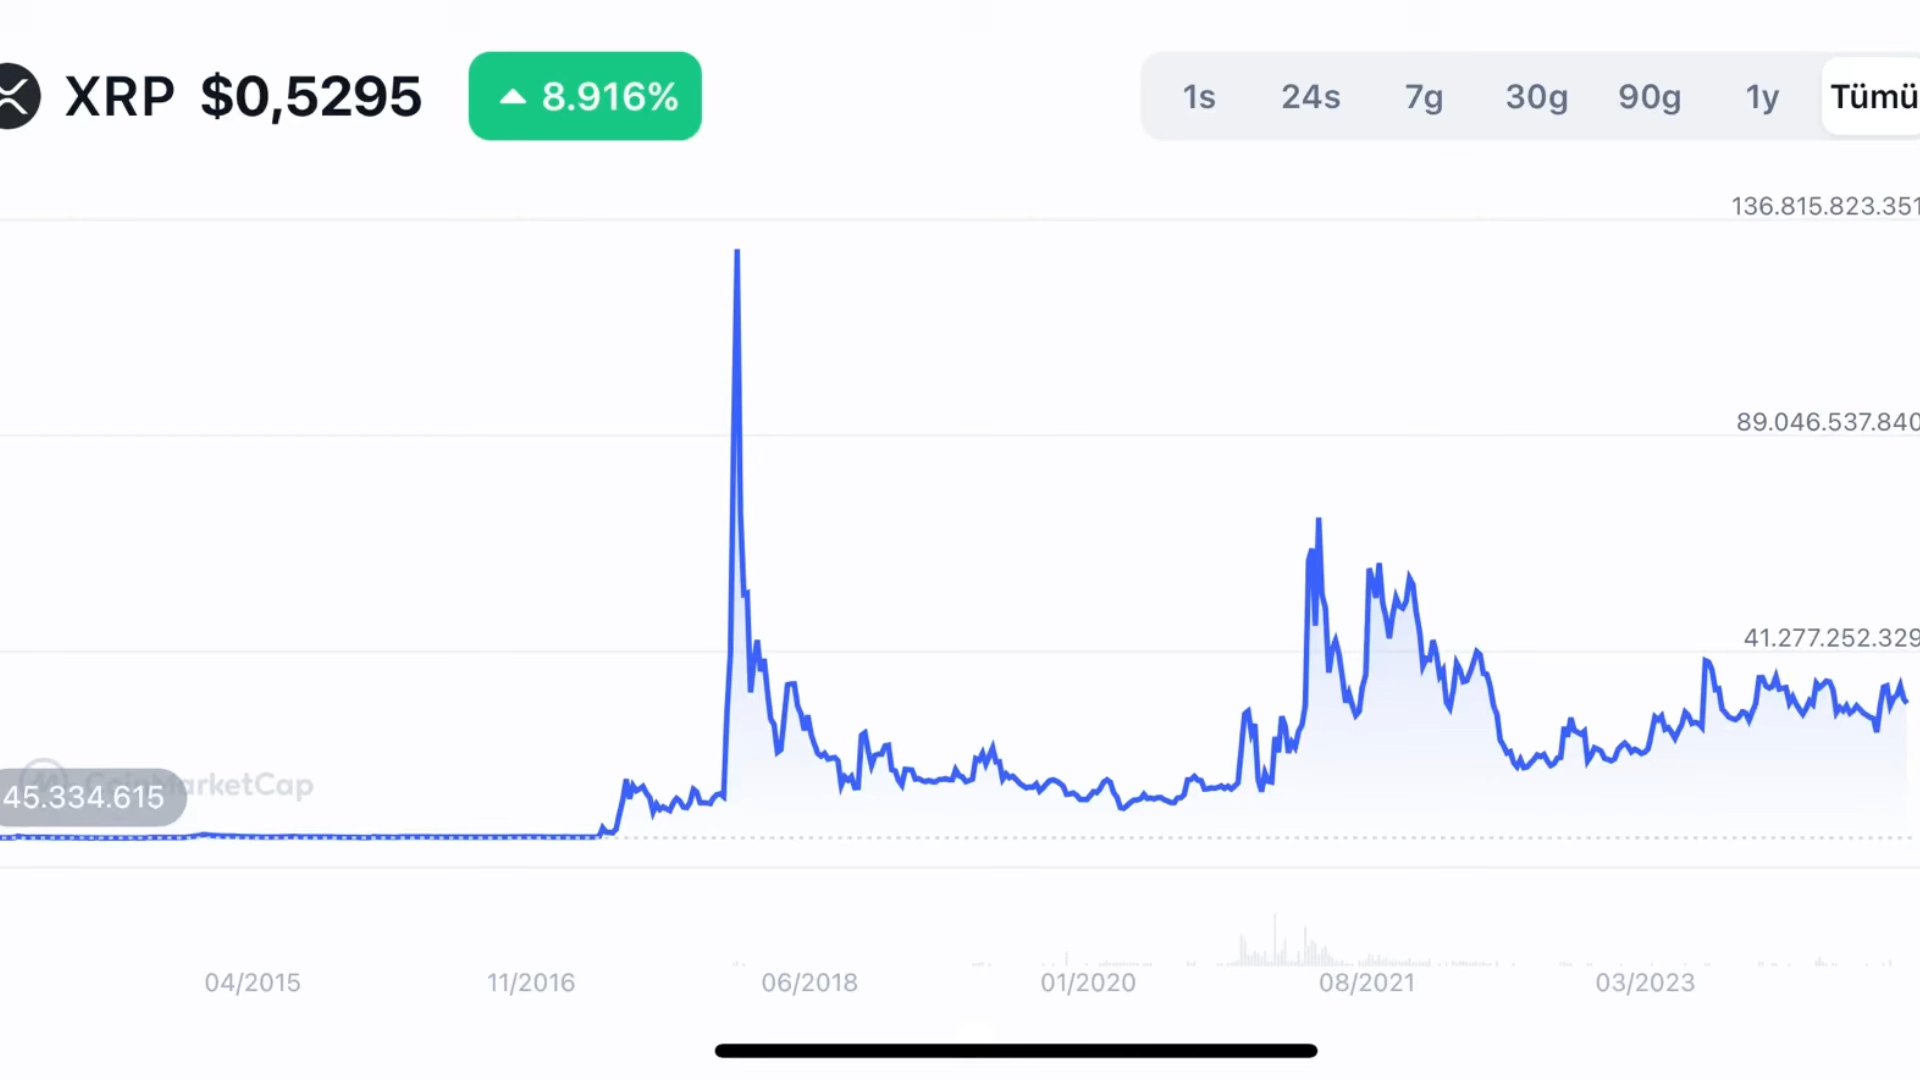 XRP $0,5295 8.916% 1s 24s 7g 30g 90g 1y Tümü
136.815.823.351
89.046.537.840
41.277.252.329
45.334.615
CoinMarketCap
04/2015 11/2016 06/2018 01/2020 08/2021 03/2023